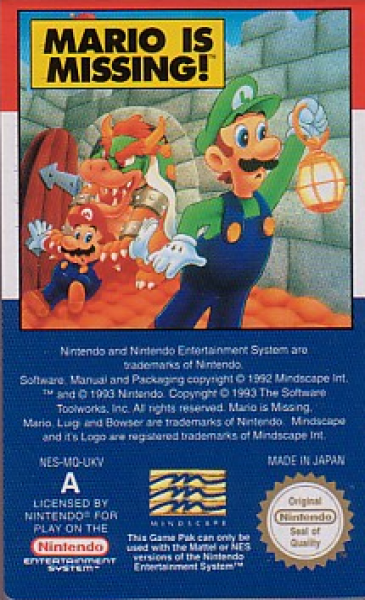 MARIO IS
MISSING!™
Nintendo and Nintendo Entertainment System are
trademarks of Nintendo.
Software, Manual and Packaging copyright © 1992 Mindscape Int.
™ and © 1993 Nintendo. Copyright © 1993 The Software
Toolworks, Inc. All rights reserved. Mario is Missing,
Mario, Luigi and Bowser are trademarks of Nintendo. Mindscape
and it's Logo are registered trademarks of Mindscape Int.
NES-MQ-UKV
MADE IN JAPAN
A
LICENSED BY
NINTENDO® FOR
PLAY ON THE
Nintendo
ENTERTAINMENT
SYSTEM™
MINDSCAPE
This Game Pak can only be
used with the Mattel or NES
versions of the Nintendo
Entertainment System™
Original
Nintendo
Seal of
Quality